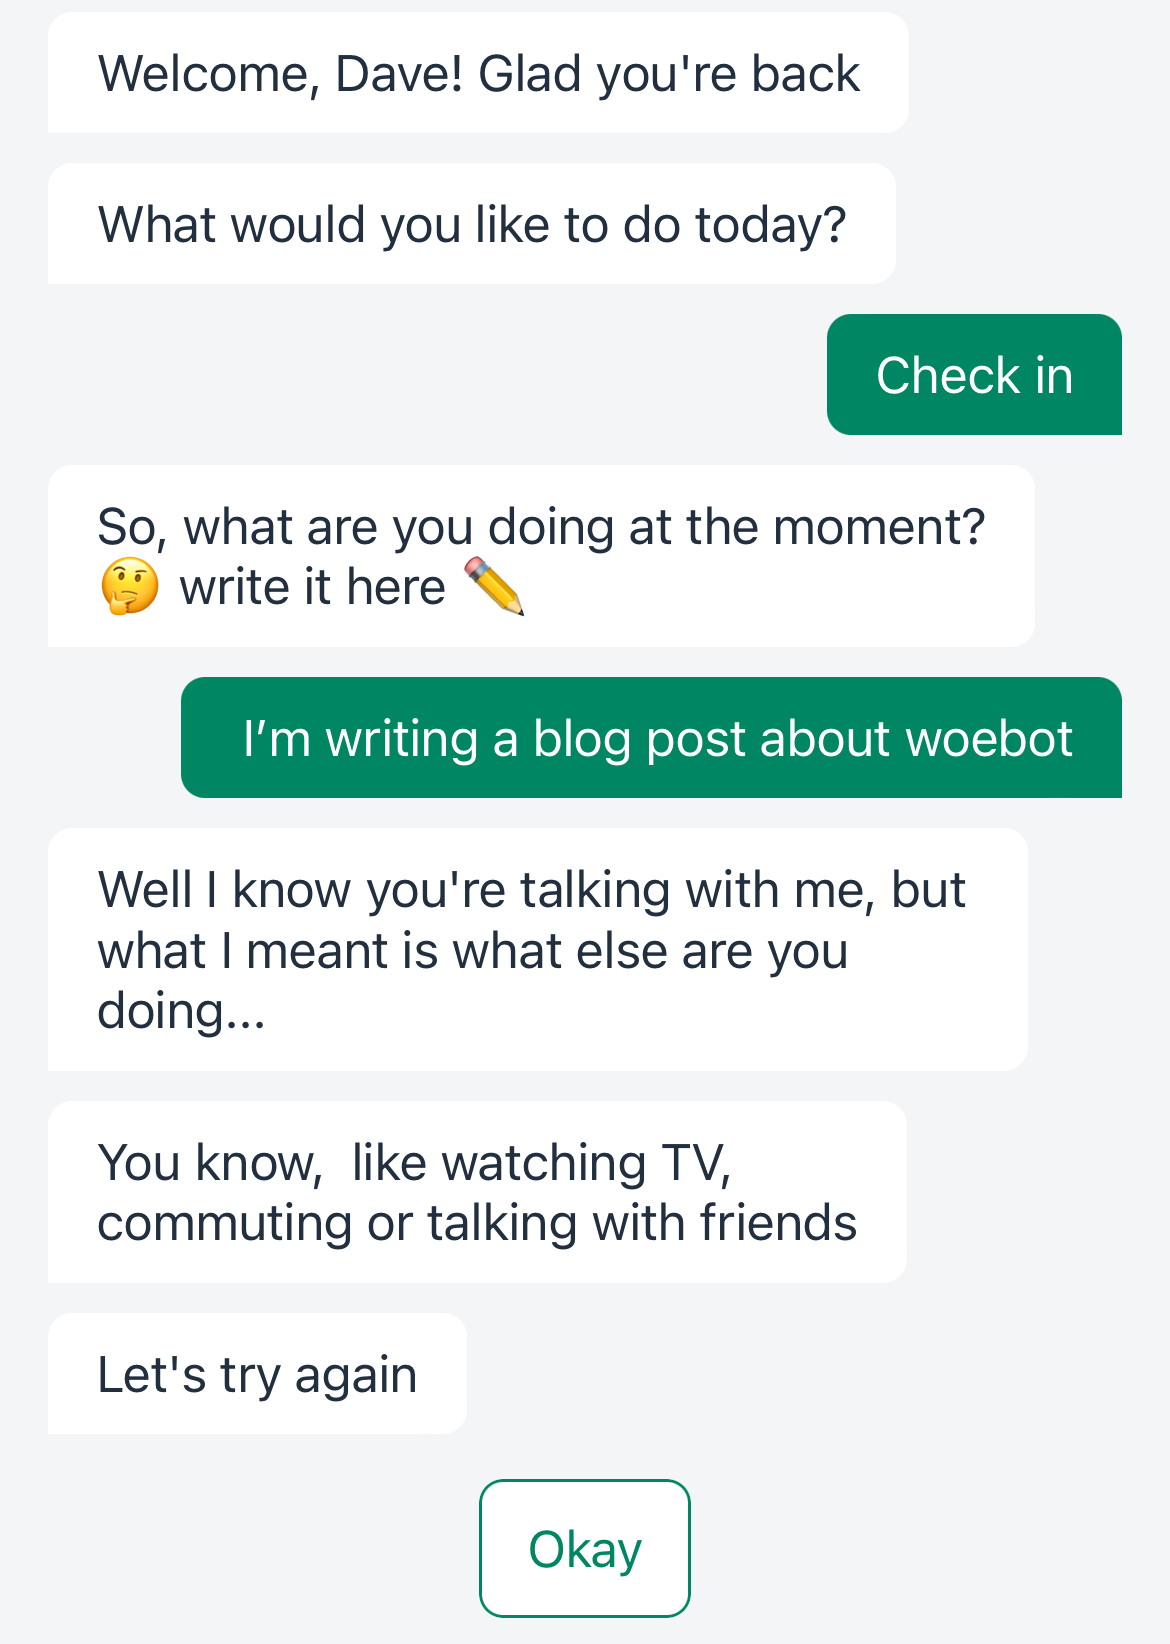 Welcome, Dave! Glad you're back
What would you like to do today?
Check in
So, what are you doing at the moment?
🤔 write it here ✏️
I’m writing a blog post about woebot
Well I know you're talking with me, but
what I meant is what else are you
doing...
You know,  like watching TV,
commuting or talking with friends
Let's try again
Okay